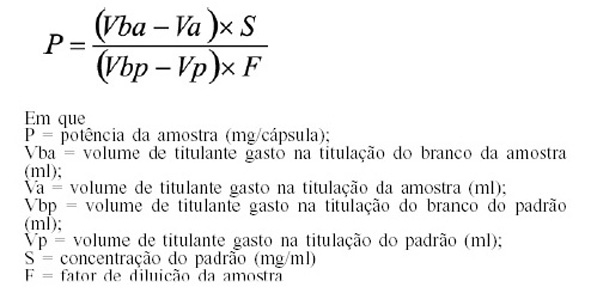 P = (Vba − Va) × S / (Vbp − Vp) × F
Em que
P = potência da amostra (mg/cápsula);
Vba = volume de titulante gasto na titulação do branco da amostra
(ml);
Va = volume de titulante gasto na titulação da amostra (ml);
Vbp = volume de titulante gasto na titulação do branco do padrão
(ml);
Vp = volume de titulante gasto na titulação do padrão (ml);
S = concentração do padrão (mg/ml)
F = fator de diluição da amostra